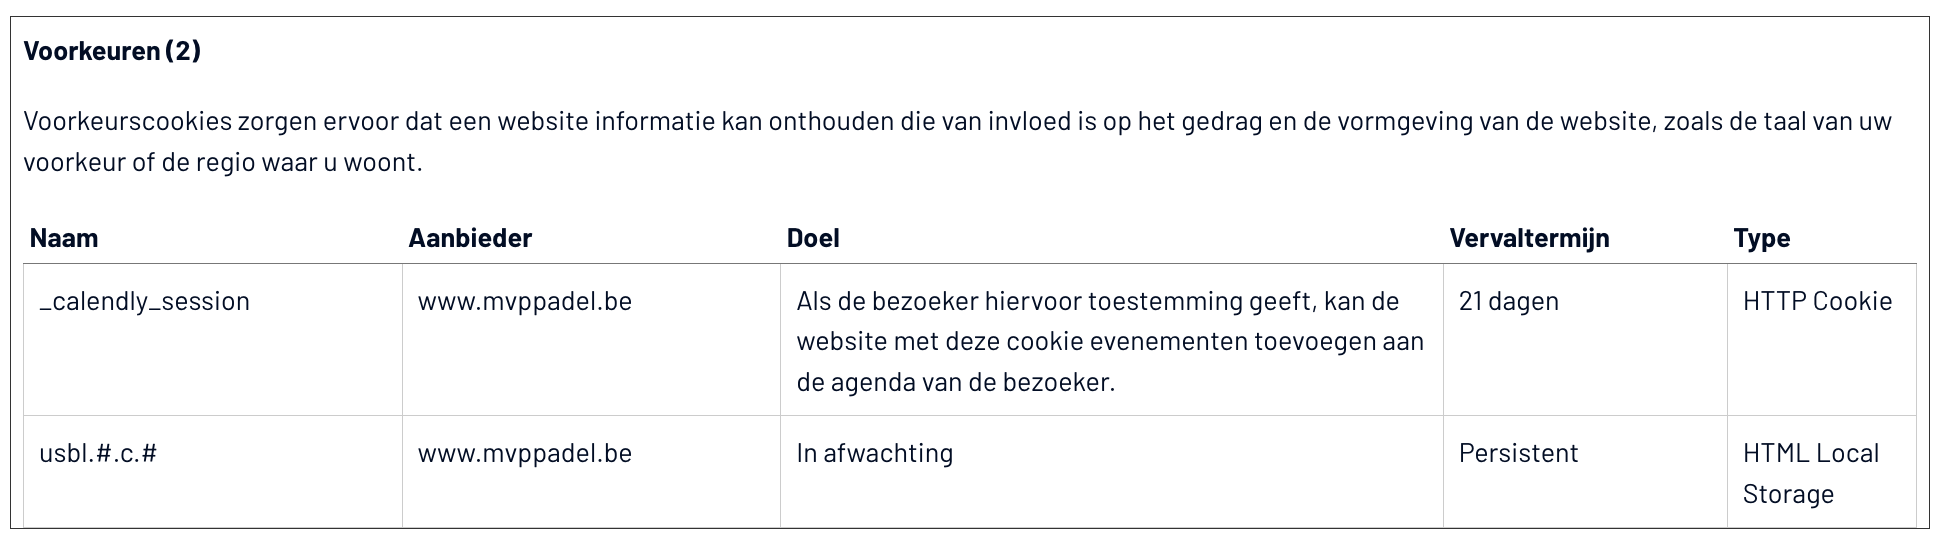 Voorkeuren (2)
Voorkeurscookies zorgen ervoor dat een website informatie kan onthouden die van invloed is op het gedrag en de vormgeving van de website, zoals de taal van uw
voorkeur of de regio waar u woont.
Naam Aanbieder Doel Vervaltermijn Type
_calendly_session www.mvppadel.be Als de bezoeker hiervoor toestemming geeft, kan de 21 dagen HTTP Cookie
website met deze cookie evenementen toevoegen aan
de agenda van de bezoeker.
usbl.#.c.# www.mvppadel.be In afwachting Persistent HTML Local
Storage